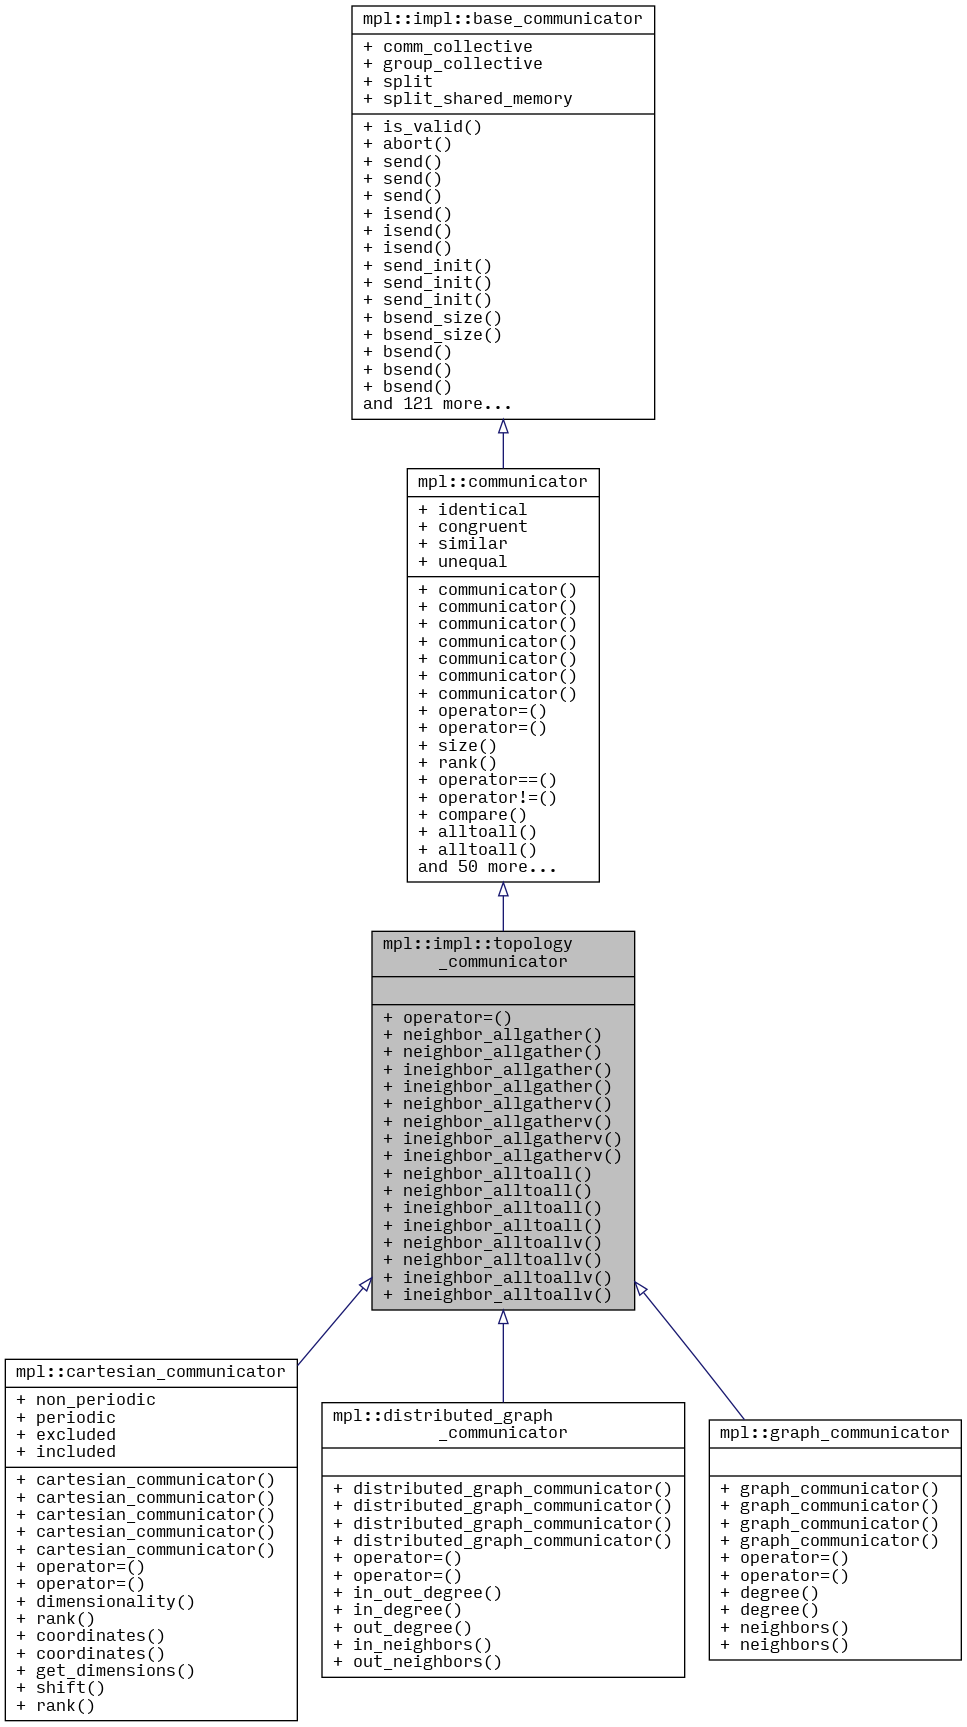 mpl::impl::base_communicator
+ comm_collective
+ group_collective
+ split
+ split_shared_memory
+ is_valid()
+ abort()
+ send()
+ send()
+ send()
+ isend()
+ isend()
+ isend()
+ send_init()
+ send_init()
+ send_init()
+ bsend_size()
+ bsend_size()
+ bsend()
+ bsend()
+ bsend()
and 121 more...
mpl::communicator
+ identical
+ congruent
+ similar
+ unequal
+ communicator()
+ communicator()
+ communicator()
+ communicator()
+ communicator()
+ communicator()
+ communicator()
+ operator=()
+ operator=()
+ size()
+ rank()
+ operator==()
+ operator!=()
+ compare()
+ alltoall()
+ alltoall()
and 50 more...
mpl::impl::topology
_communicator
+ operator=()
+ neighbor_allgather()
+ neighbor_allgather()
+ ineighbor_allgather()
+ ineighbor_allgather()
+ neighbor_allgatherv()
+ neighbor_allgatherv()
+ ineighbor_allgatherv()
+ ineighbor_allgatherv()
+ neighbor_alltoall()
+ neighbor_alltoall()
+ ineighbor_alltoall()
+ ineighbor_alltoall()
+ neighbor_alltoallv()
+ neighbor_alltoallv()
+ ineighbor_alltoallv()
+ ineighbor_alltoallv()
mpl::cartesian_communicator
+ non_periodic
+ periodic
+ excluded
+ included
+ cartesian_communicator()
+ cartesian_communicator()
+ cartesian_communicator()
+ cartesian_communicator()
+ cartesian_communicator()
+ operator=()
+ operator=()
+ dimensionality()
+ rank()
+ coordinates()
+ coordinates()
+ get_dimensions()
+ shift()
+ rank()
mpl::distributed_graph
_communicator
+ distributed_graph_communicator()
+ distributed_graph_communicator()
+ distributed_graph_communicator()
+ distributed_graph_communicator()
+ operator=()
+ operator=()
+ in_out_degree()
+ in_degree()
+ out_degree()
+ in_neighbors()
+ out_neighbors()
mpl::graph_communicator
+ graph_communicator()
+ graph_communicator()
+ graph_communicator()
+ graph_communicator()
+ operator=()
+ operator=()
+ degree()
+ degree()
+ neighbors()
+ neighbors()